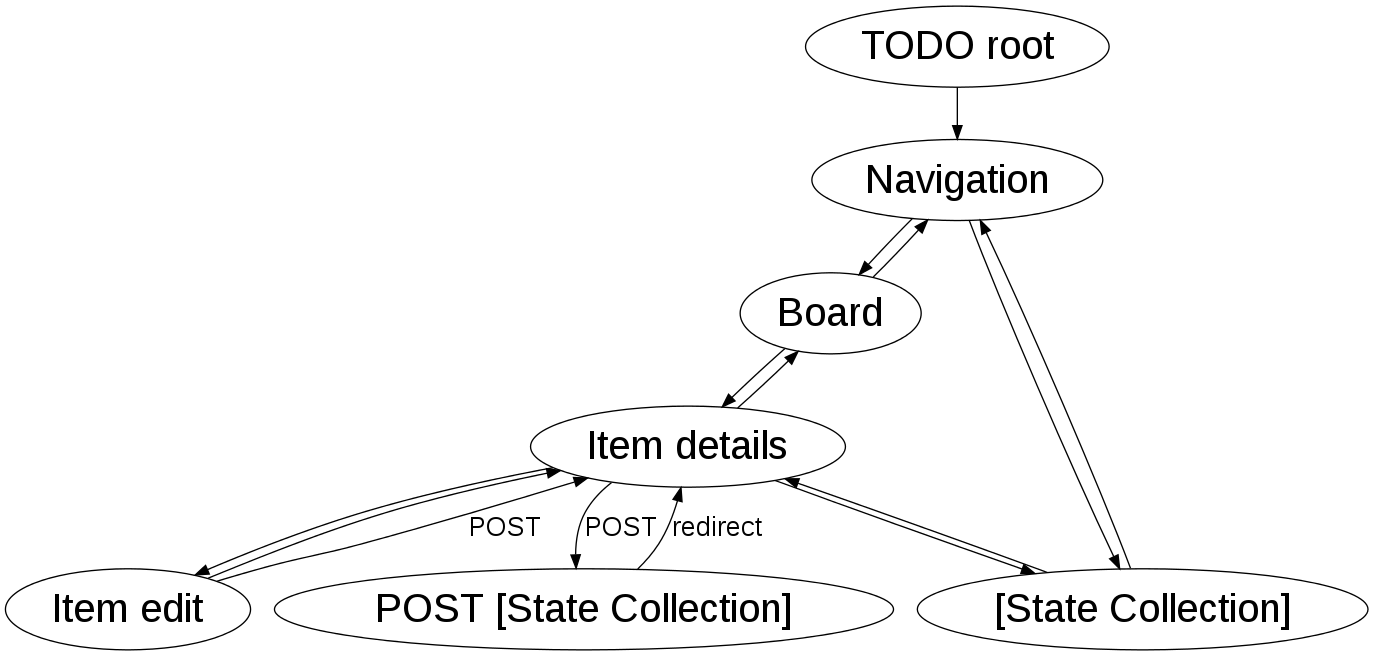 TODO root
Navigation
Board
Item details
POST
POST
redirect
Item edit
POST [State Collection]
[State Collection]